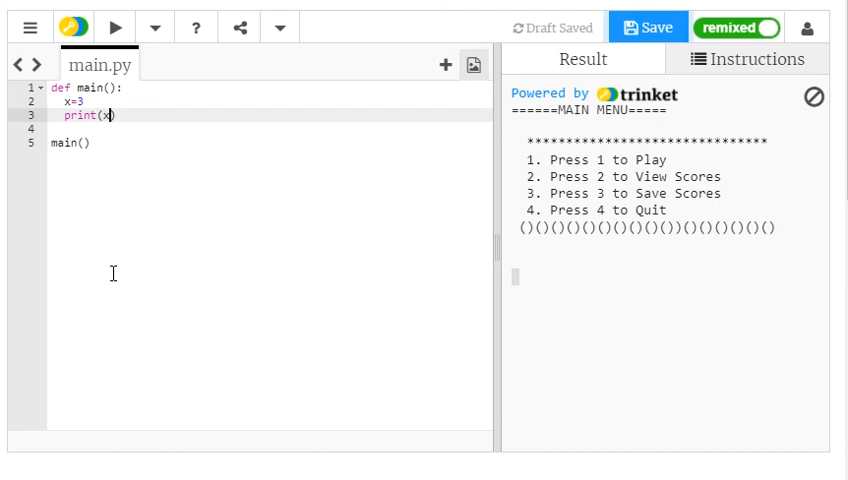 ? Draft Saved Save remixed
main.py Result Instructions
1 def main():
2 x=3
3 print(x)
4
5 main()
Powered by trinket
======MAIN MENU=====
******************************
1. Press 1 to Play
2. Press 2 to View Scores
3. Press 3 to Save Scores
4. Press 4 to Quit
()()()()()()()()()())()()()()()()